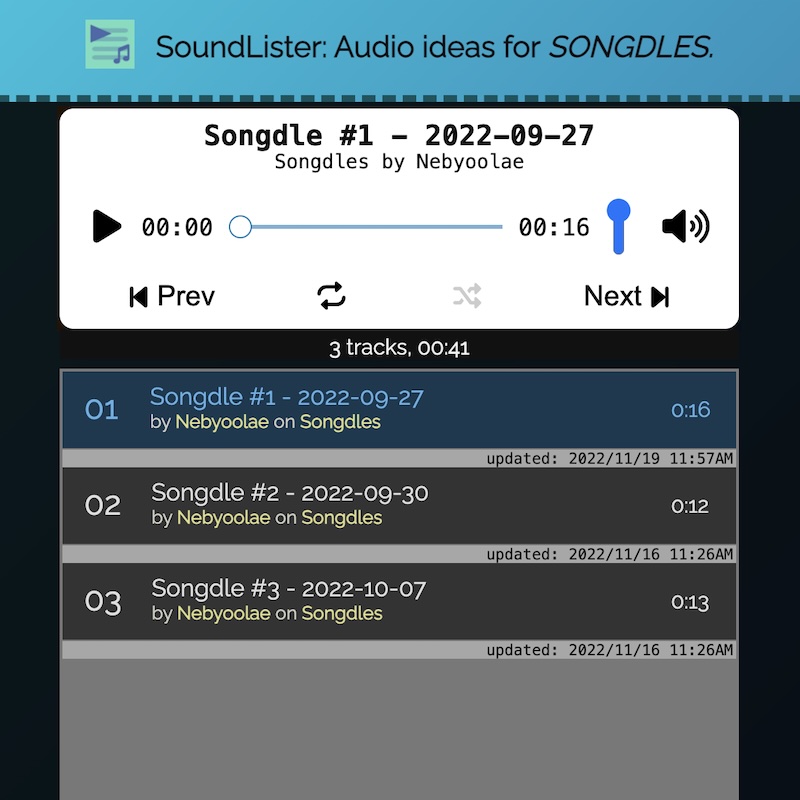 SoundLister: Audio ideas for SONGDLES.
Songdle #1 - 2022-09-27
Songdles by Nebyoolae
00:00 00:16
Prev Next
3 tracks, 00:41
01 Songdle #1 - 2022-09-27 0:16
by Nebyoolae on Songdles
updated: 2022/11/19 11:57AM
02 Songdle #2 - 2022-09-30 0:12
by Nebyoolae on Songdles
updated: 2022/11/16 11:26AM
03 Songdle #3 - 2022-10-07 0:13
by Nebyoolae on Songdles
updated: 2022/11/16 11:26AM